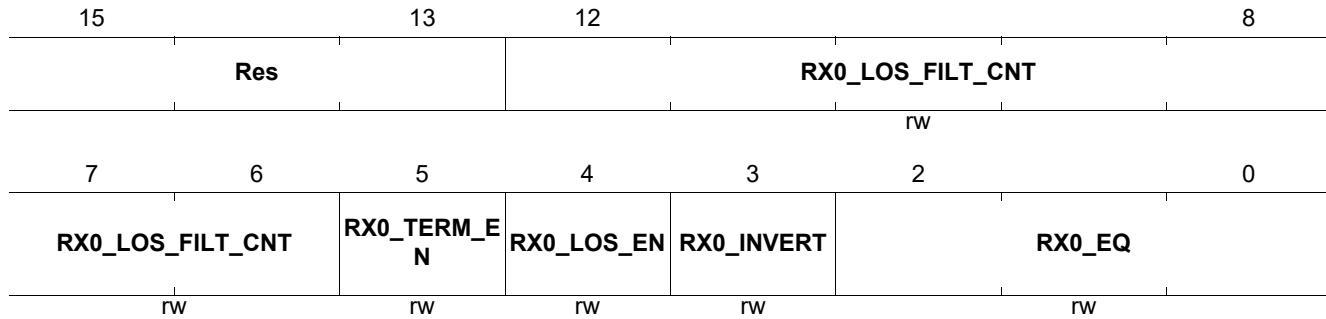 15 13 12 8
Res RX0_LOS_FILT_CNT
rw
7 6 5 4 3 2 0
RX0_LOS_FILT_CNT RX0_TERM_E
N RX0_LOS_EN RX0_INVERT RX0_EQ
rw rw rw rw rw